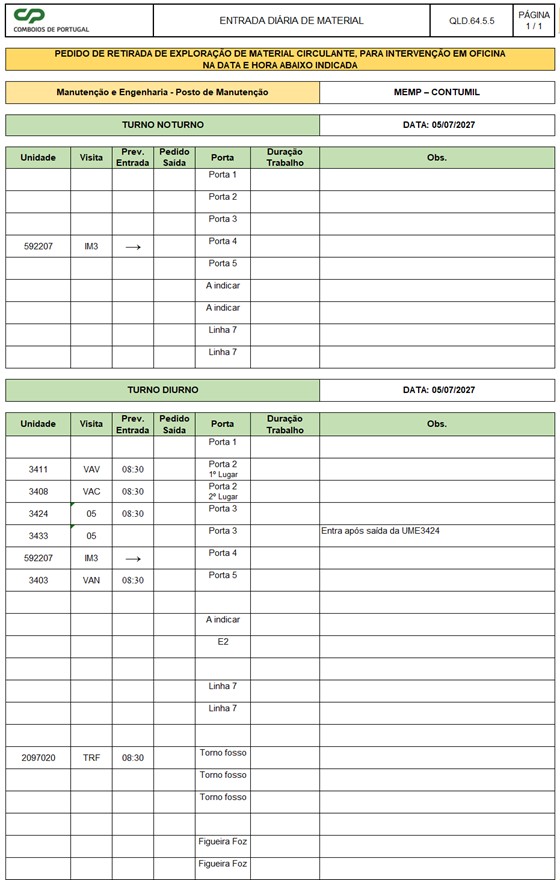 CP
COMBOIOS DE PORTUGAL
ENTRADA DIÁRIA DE MATERIAL
QLD.64.5.5
PÁGINA
1 / 1
PEDIDO DE RETIRADA DE EXPLORAÇÃO DE MATERIAL CIRCULANTE, PARA INTERVENÇÃO EM OFICINA
NA DATA E HORA ABAIXO INDICADA
Manutenção e Engenharia - Posto de Manutenção MEMP – CONTUMIL
TURNO NOTURNO DATA: 05/07/2027
Unidade Visita Prev. Entrada Pedido Saída Porta Duração Trabalho Obs.
Porta 1
Porta 2
Porta 3
592207 IM3 → Porta 4
Porta 5
A indicar
A indicar
Linha 7
Linha 7
TURNO DIURNO DATA: 05/07/2027
Unidade Visita Prev. Entrada Pedido Saída Porta Duração Trabalho Obs.
Porta 1
3411 VAV 08:30 Porta 2 1º Lugar
3408 VAC 08:30 Porta 2 2º Lugar
3424 05 08:30 Porta 3
3433 05 Porta 3 Entra após saída da UME3424
592207 IM3 → Porta 4
3403 VAN 08:30 Porta 5
A indicar
E2
Linha 7
Linha 7
2097020 TRF 08:30 Torno fosso
Torno fosso
Torno fosso
Figueira Foz
Figueira Foz